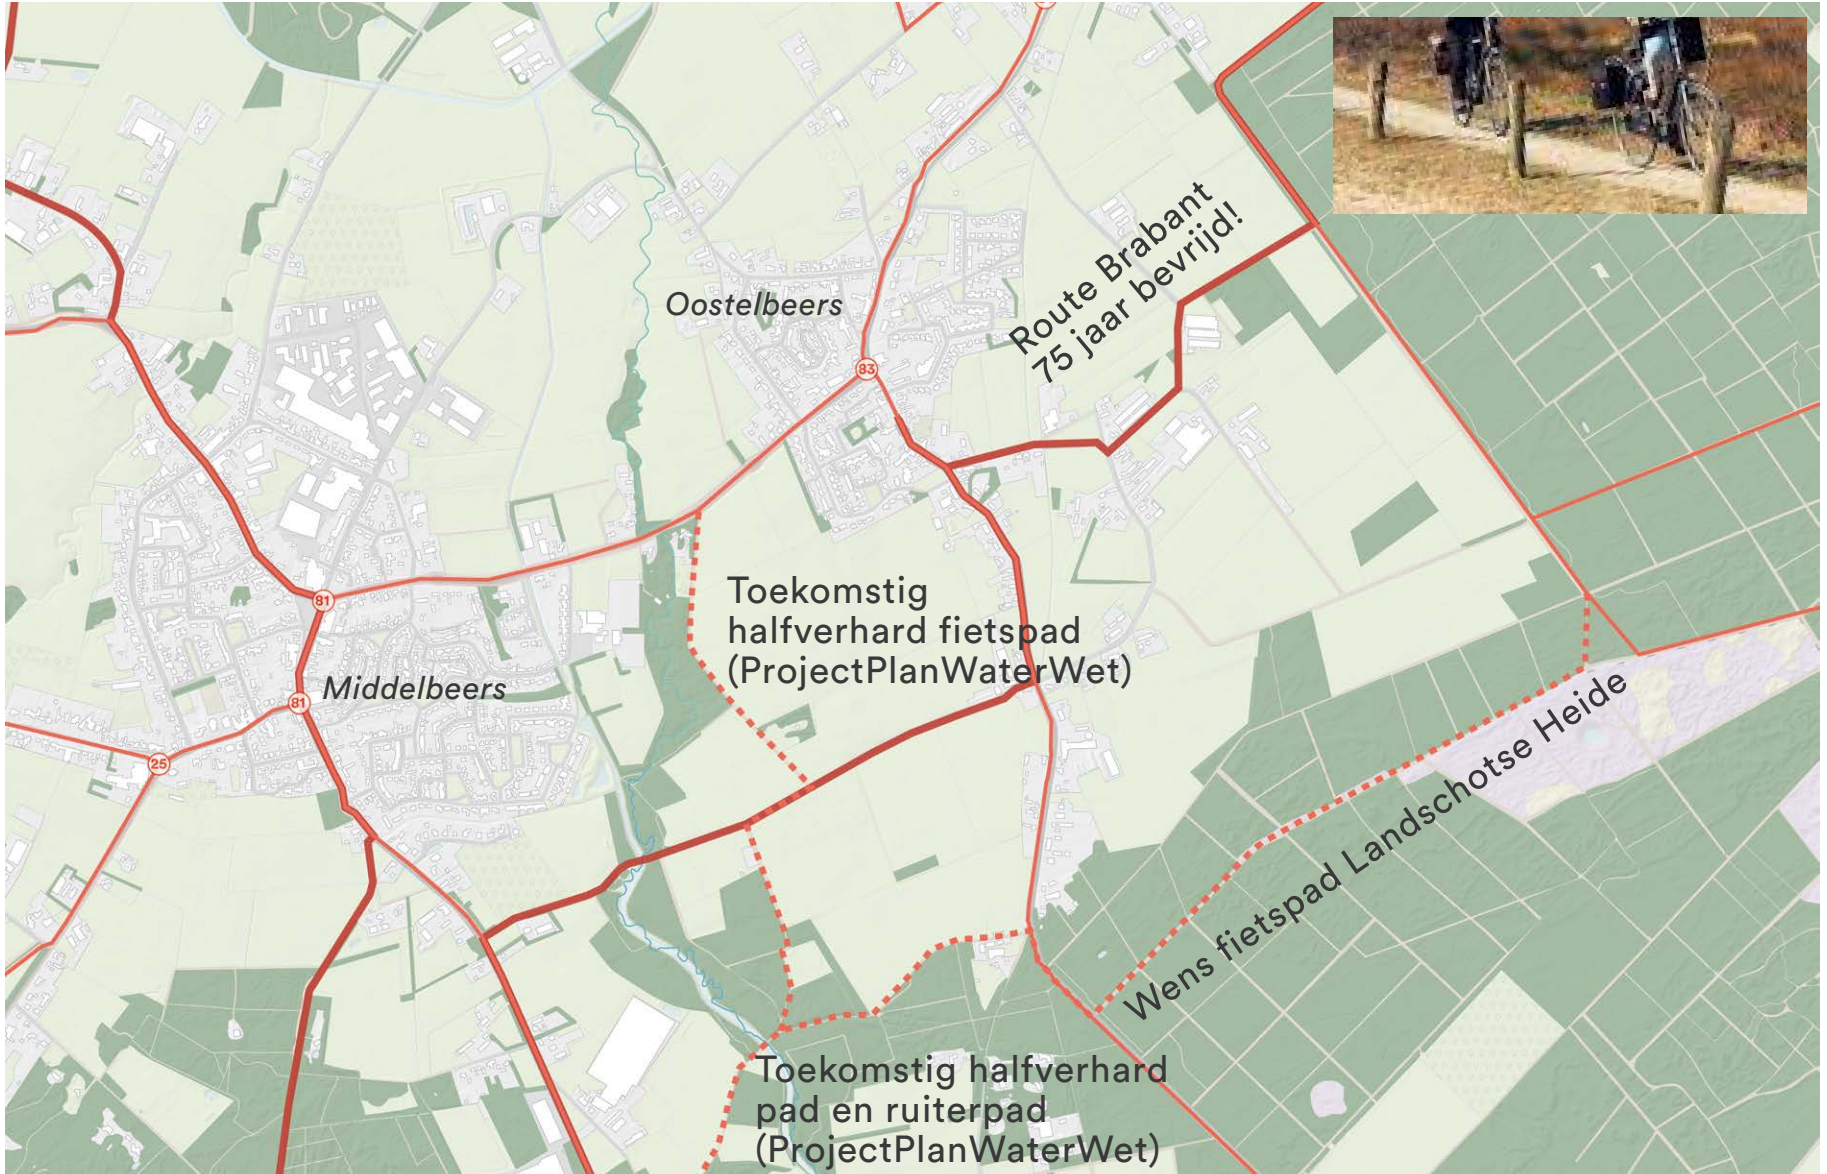 Route Brabant
75 jaar bevrijd!
Oostelbeers
83
Toekomstig
halfverhard fietspad
(ProjectPlanWaterWet)
81
Middelbeers
81
25
Wens fietspad Landschotse Heide
Toekomstig halfverhard
pad en ruiterpad
(ProjectPlanWaterWet)